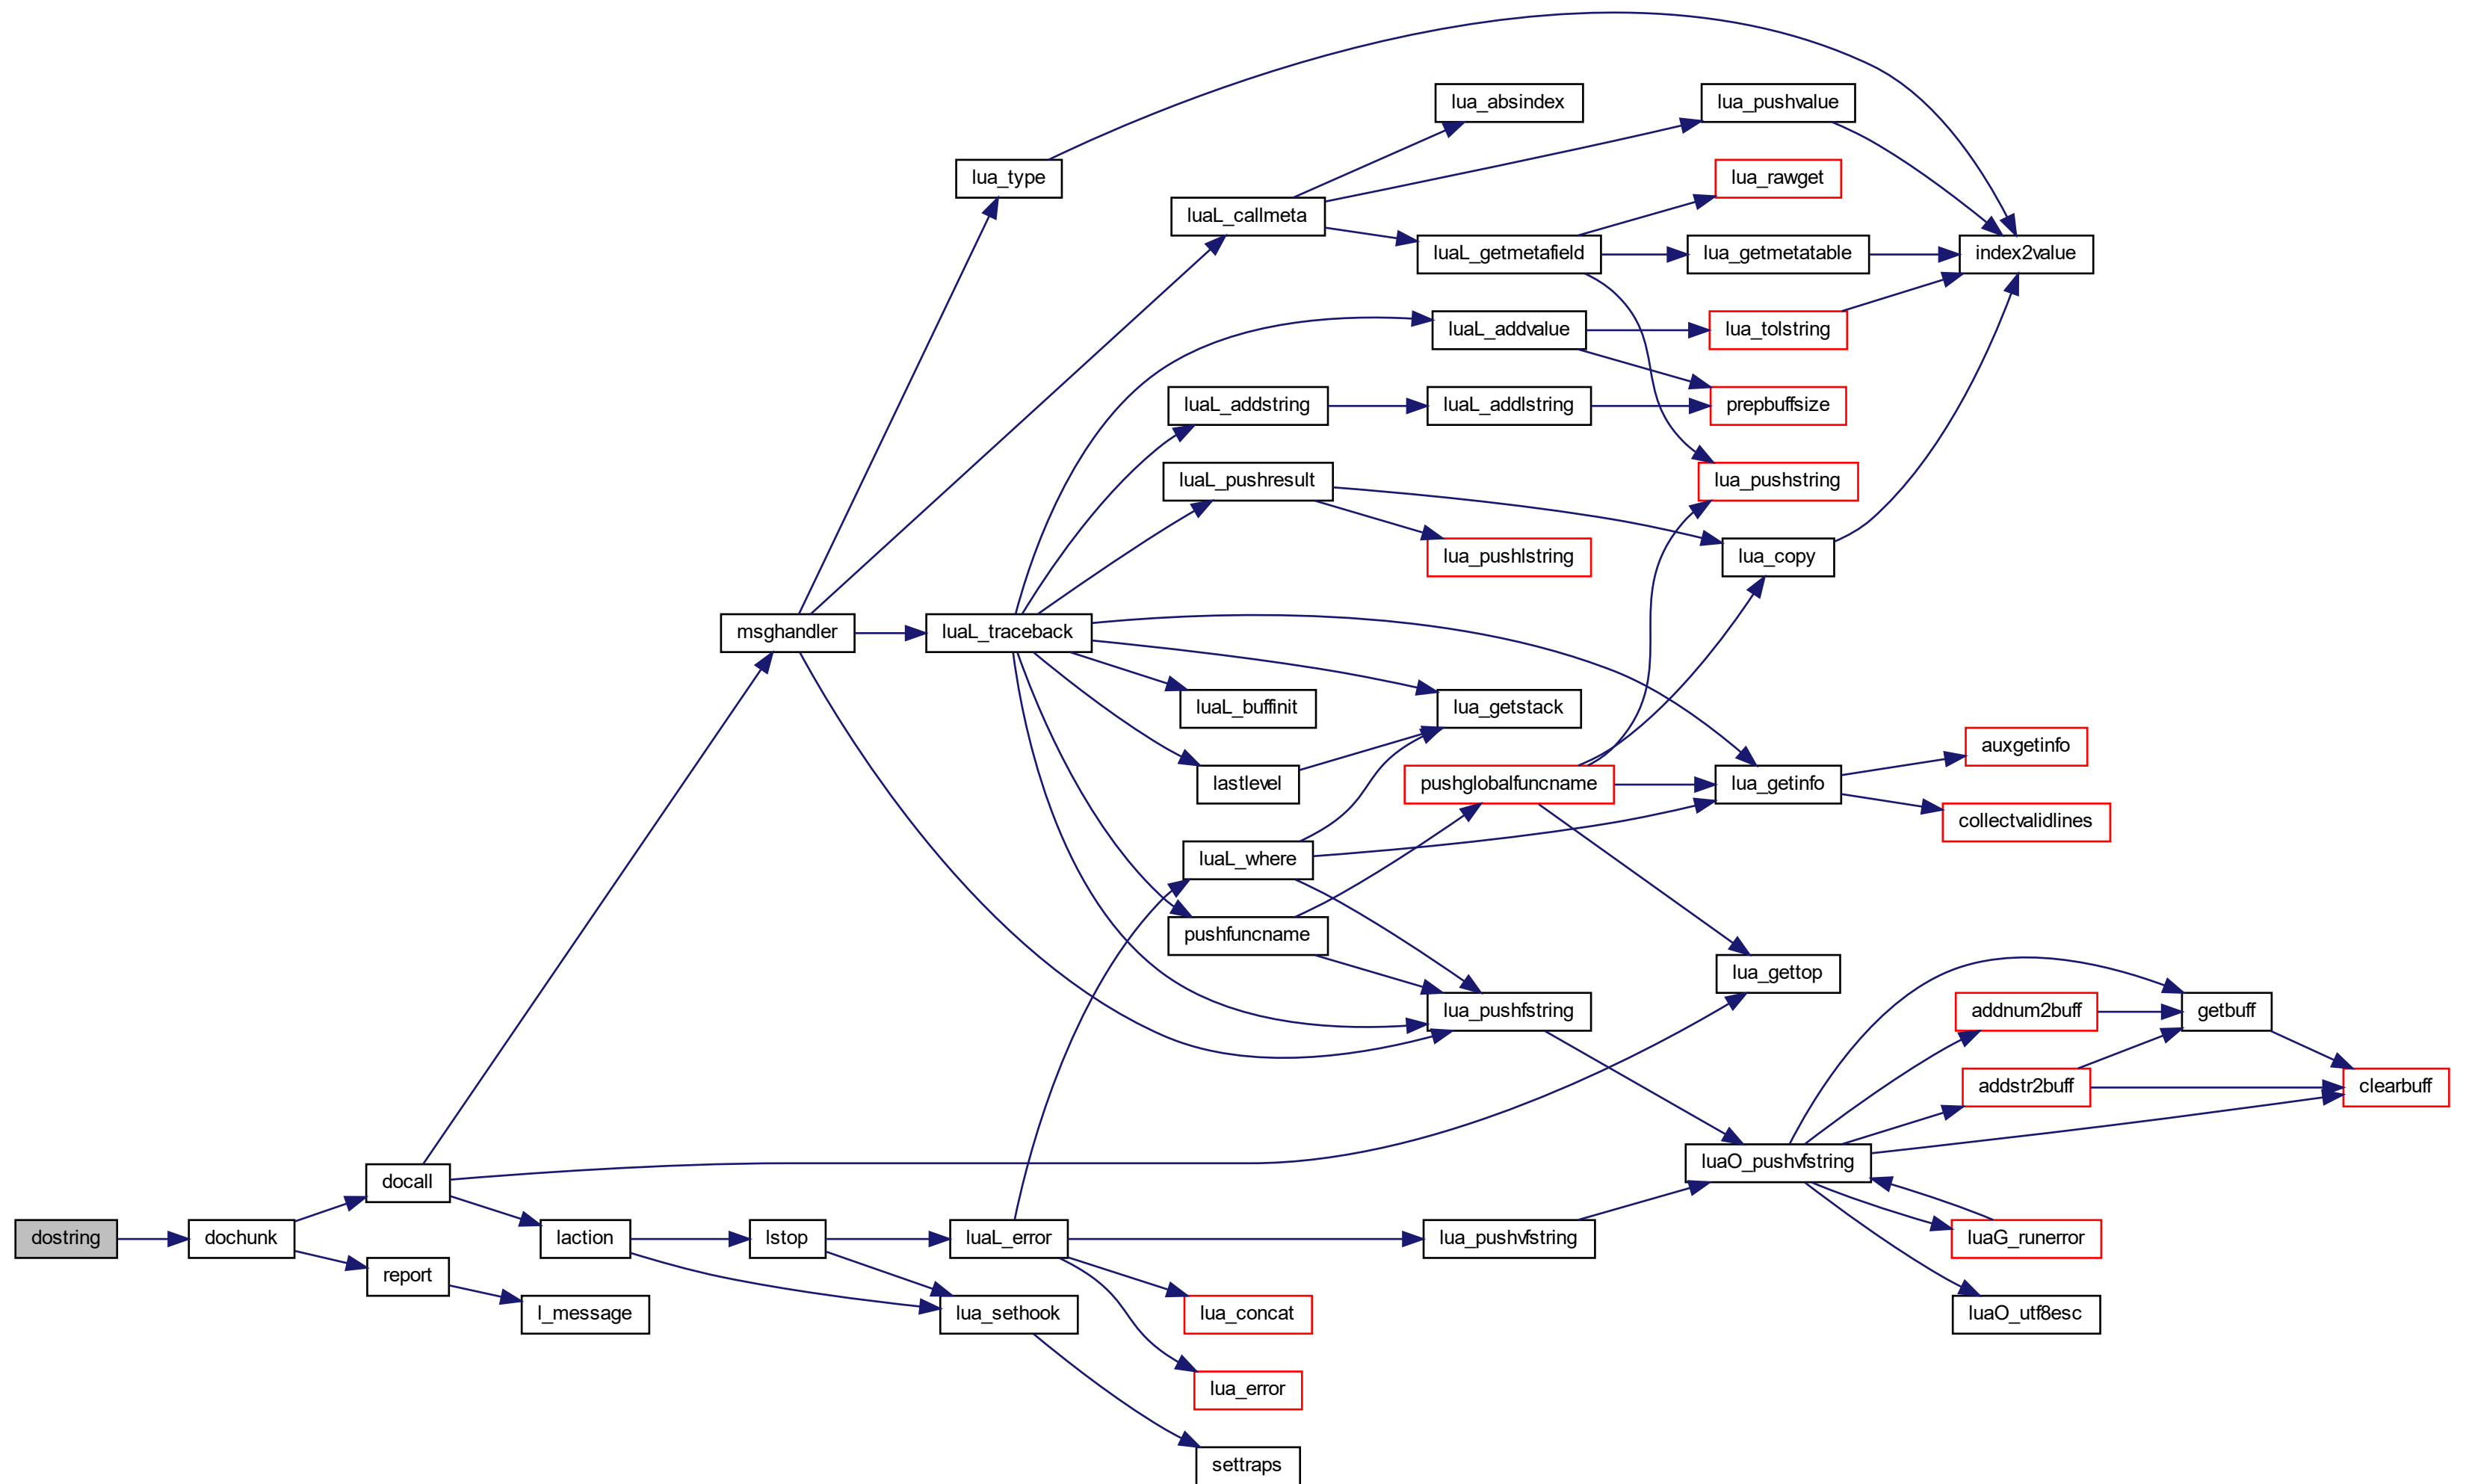 lua_absindex
lua_pushvalue
lua_type
lua_rawget
luaL_callmeta
luaL_getmetafield
lua_getmetatable
index2value
luaL_addvalue
lua_tolstring
luaL_addstring
luaL_addlstring
prepbuffsize
luaL_pushresult
lua_pushstring
lua_pushlstring
lua_copy
msghandler
luaL_traceback
luaL_buffinit
lua_getstack
auxgetinfo
lastlevel
pushglobalfuncname
lua_getinfo
collectvalidlines
luaL_where
pushfuncname
lua_gettop
lua_pushfstring
addnum2buff
getbuff
addstr2buff
clearbuff
docall
luaO_pushvfstring
dostring
dochunk
laction
lstop
luaL_error
lua_pushvfstring
luaG_runerror
report
l_message
lua_sethook
lua_concat
luaO_utf8esc
lua_error
settraps